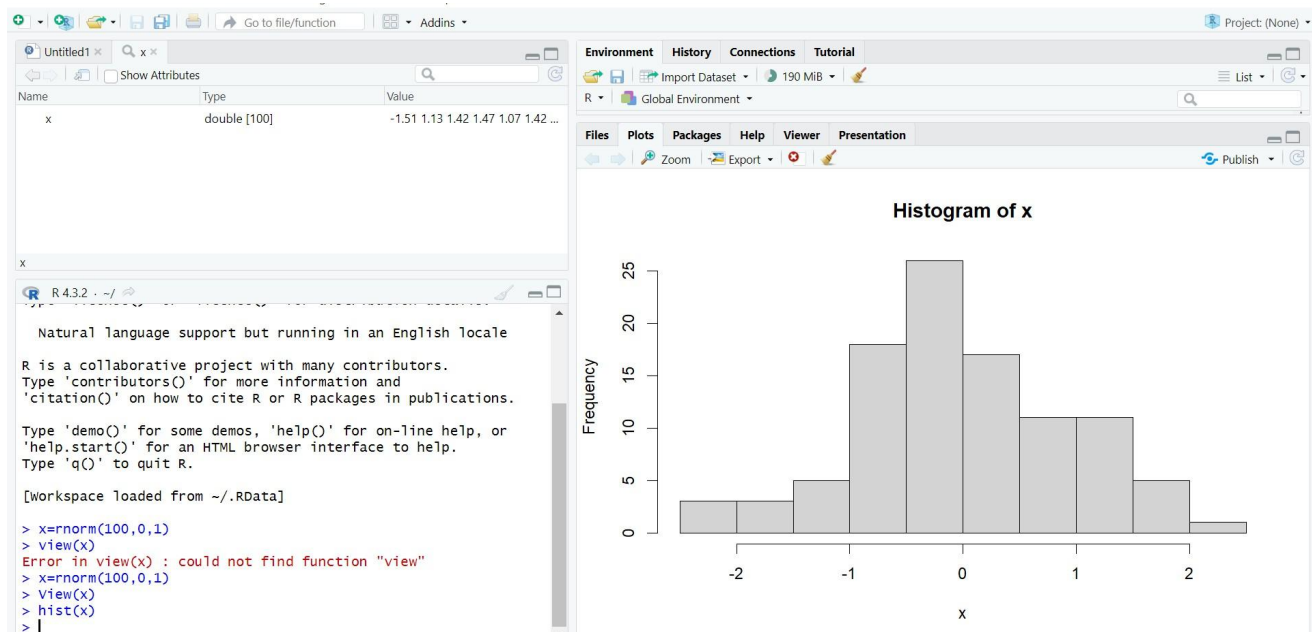 Go to file/function
Addins
Project: (None)
Untitled1
x
Show Attributes
Name Type Value
x double [100] -1.51 1.13 1.42 1.47 1.07 1.42 ...
x
R 4.3.2 · ~/
Natural language support but running in an English locale
R is a collaborative project with many contributors.
Type 'contributors()' for more information and
'citation()' on how to cite R or R packages in publications.
Type 'demo()' for some demos, 'help()' for on-line help, or
'help.start()' for an HTML browser interface to help.
Type 'q()' to quit R.
[Workspace loaded from ~/.RData]
> x=rnorm(100,0,1)
> view(x)
Error in view(x) : could not find function "view"
> x=rnorm(100,0,1)
> View(x)
> hist(x)
>
Environment History Connections Tutorial
Import Dataset 190 MiB List
R Global Environment
Files Plots Packages Help Viewer Presentation
Zoom Export Publish
Histogram of x
Frequency
25
20
15
10
5
0
-2 -1 0 1 2
x